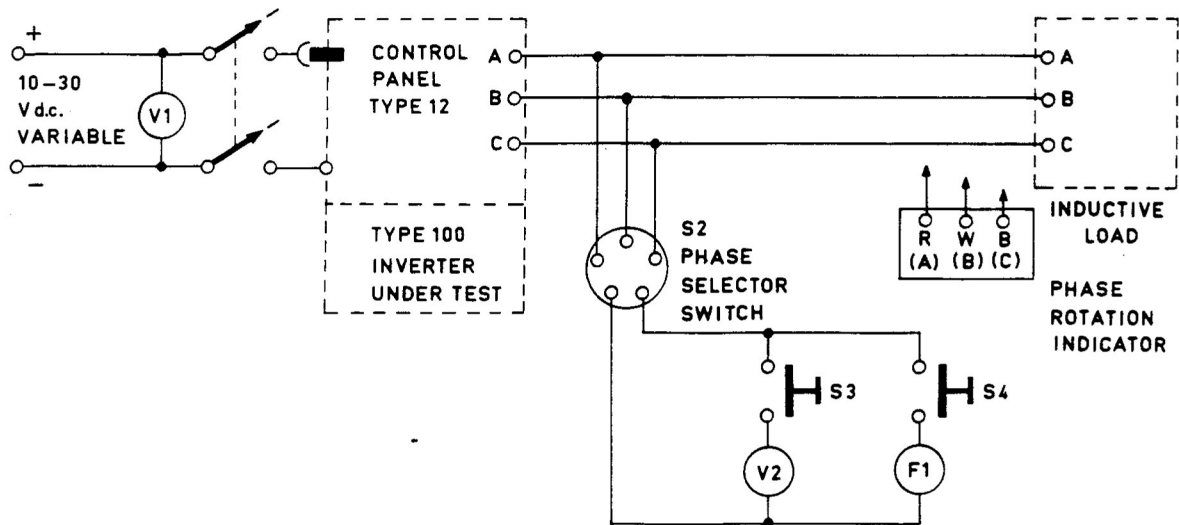 +
10–30
V d.c.
VARIABLE
–
V1
CONTROL
PANEL
TYPE 12
A
B
C
TYPE 100
INVERTER
UNDER TEST
A
B
C
INDUCTIVE
LOAD
R W B
(A) (B) (C)
PHASE
ROTATION
INDICATOR
S2
PHASE
SELECTOR
SWITCH
S3
S4
V2
F1